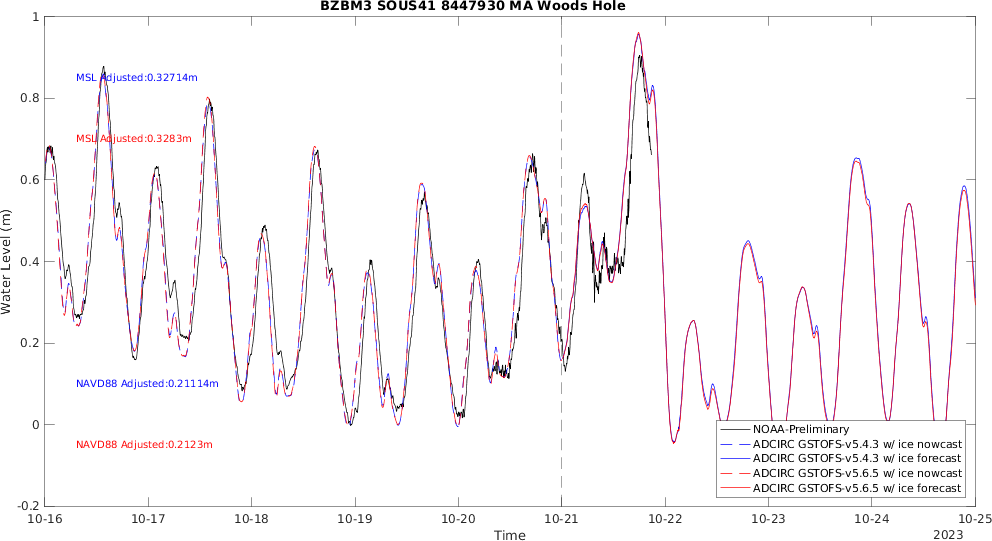 BZBM3 SOUS41 8447930 MA Woods Hole
1
0.8
0.6
0.4
0.2
0
-0.2
Water Level (m)
MSL Adjusted:0.32714m
MSL Adjusted:0.3283m
NAVD88 Adjusted:0.21114m
NAVD88 Adjusted:0.2123m
NOAA-Preliminary
ADCIRC GSTOFS-v5.4.3 w/ ice nowcast
ADCIRC GSTOFS-v5.4.3 w/ ice forecast
ADCIRC GSTOFS-v5.6.5 w/ ice nowcast
ADCIRC GSTOFS-v5.6.5 w/ ice forecast
10-16 10-17 10-18 10-19 10-20 10-21 10-22 10-23 10-24 10-25
Time
2023